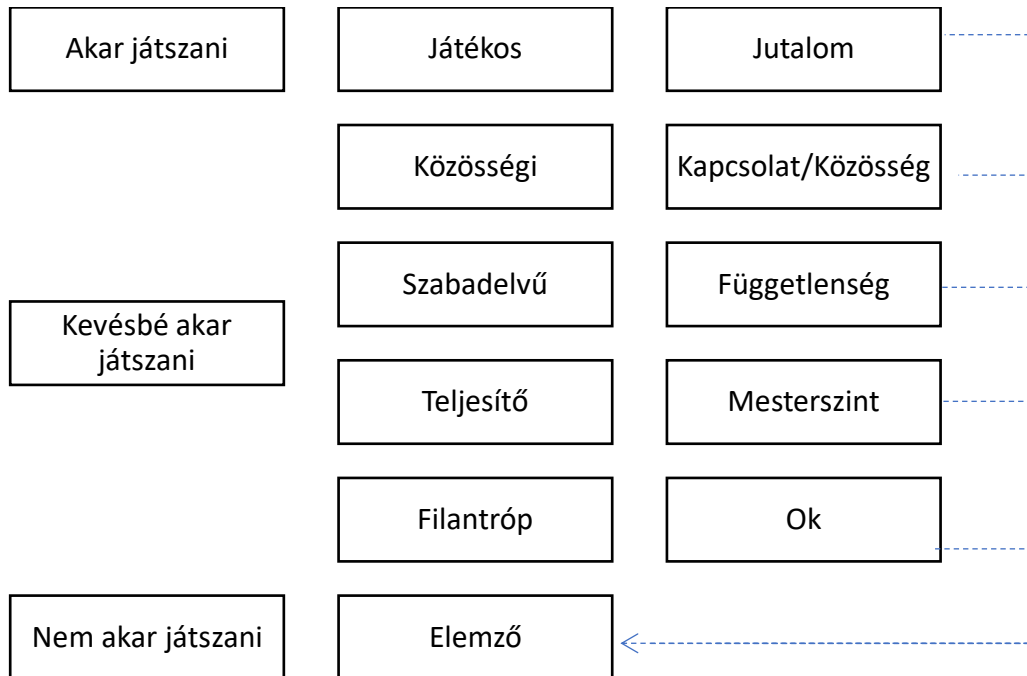 Akar játszani
Játékos
Jutalom
Közösségi
Kapcsolat/Közösség
Szabadelvű
Függetlenség
Kevésbé akar
játszani
Teljesítő
Mesterszint
Filantróp
Ok
Nem akar játszani
Elemző